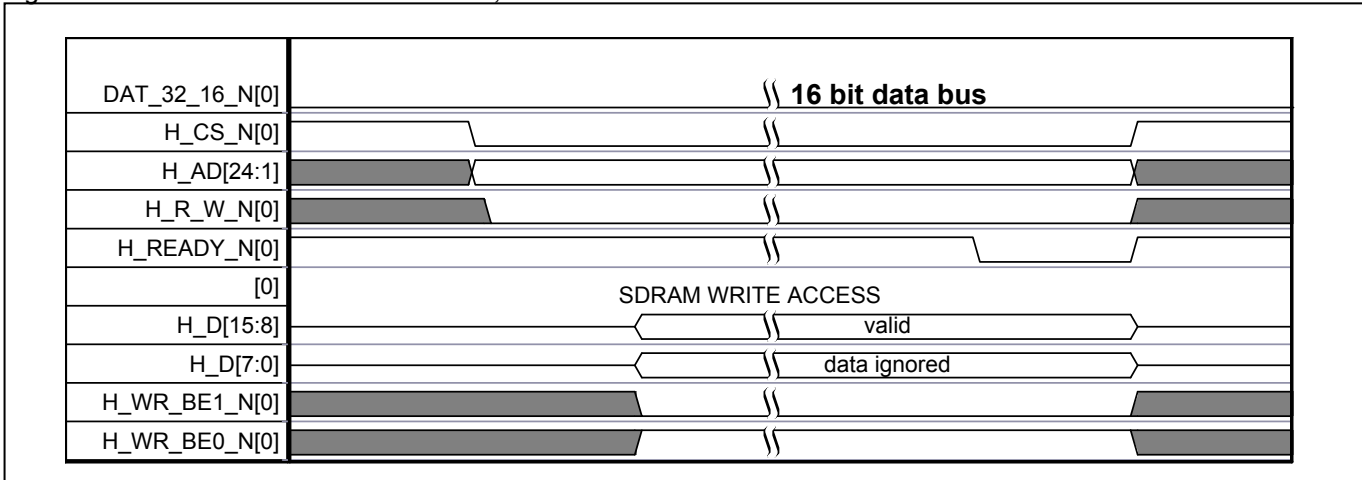 DAT_32_16_N[0] 16 bit data bus
H_CS_N[0]
H_AD[24:1]
H_R_W_N[0]
H_READY_N[0]
[0] SDRAM WRITE ACCESS
H_D[15:8] valid
H_D[7:0] data ignored
H_WR_BE1_N[0]
H_WR_BE0_N[0]